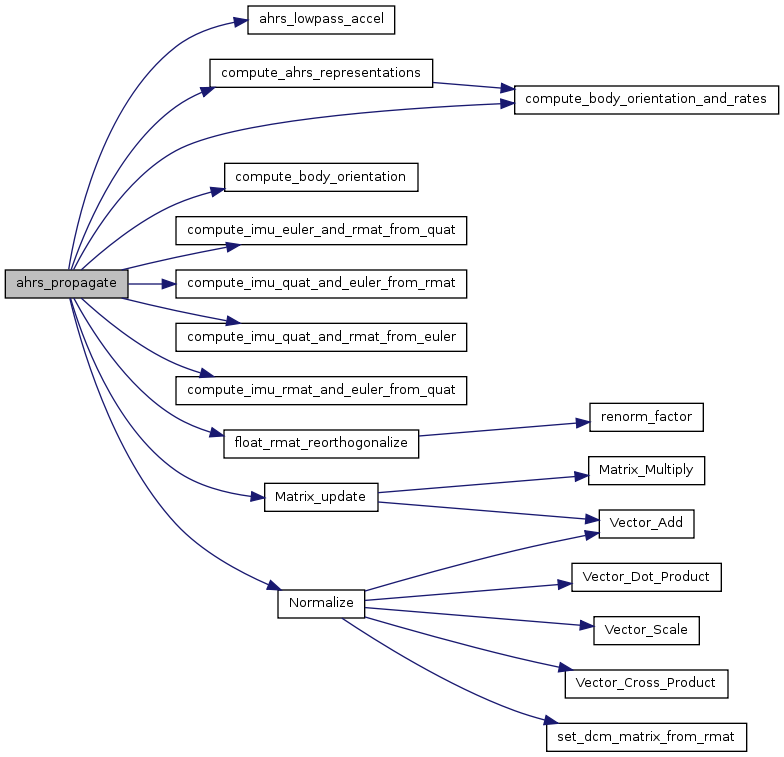 ahrs_lowpass_accel
compute_ahrs_representations
compute_body_orientation_and_rates
compute_body_orientation
compute_imu_euler_and_rmat_from_quat
ahrs_propagate
compute_imu_quat_and_euler_from_rmat
compute_imu_quat_and_rmat_from_euler
compute_imu_rmat_and_euler_from_quat
renorm_factor
float_rmat_reorthogonalize
Matrix_Multiply
Matrix_update
Vector_Add
Vector_Dot_Product
Normalize
Vector_Scale
Vector_Cross_Product
set_dcm_matrix_from_rmat